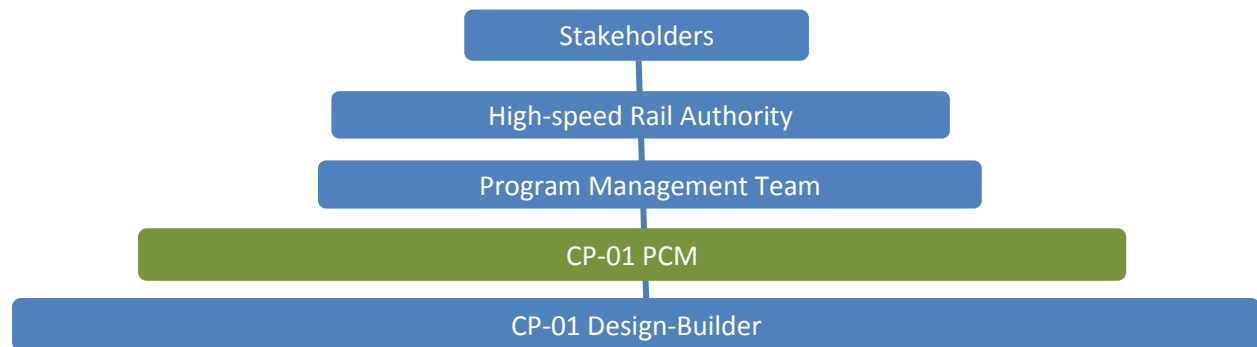 Stakeholders
High-speed Rail Authority
Program Management Team
CP-01 PCM
CP-01 Design-Builder